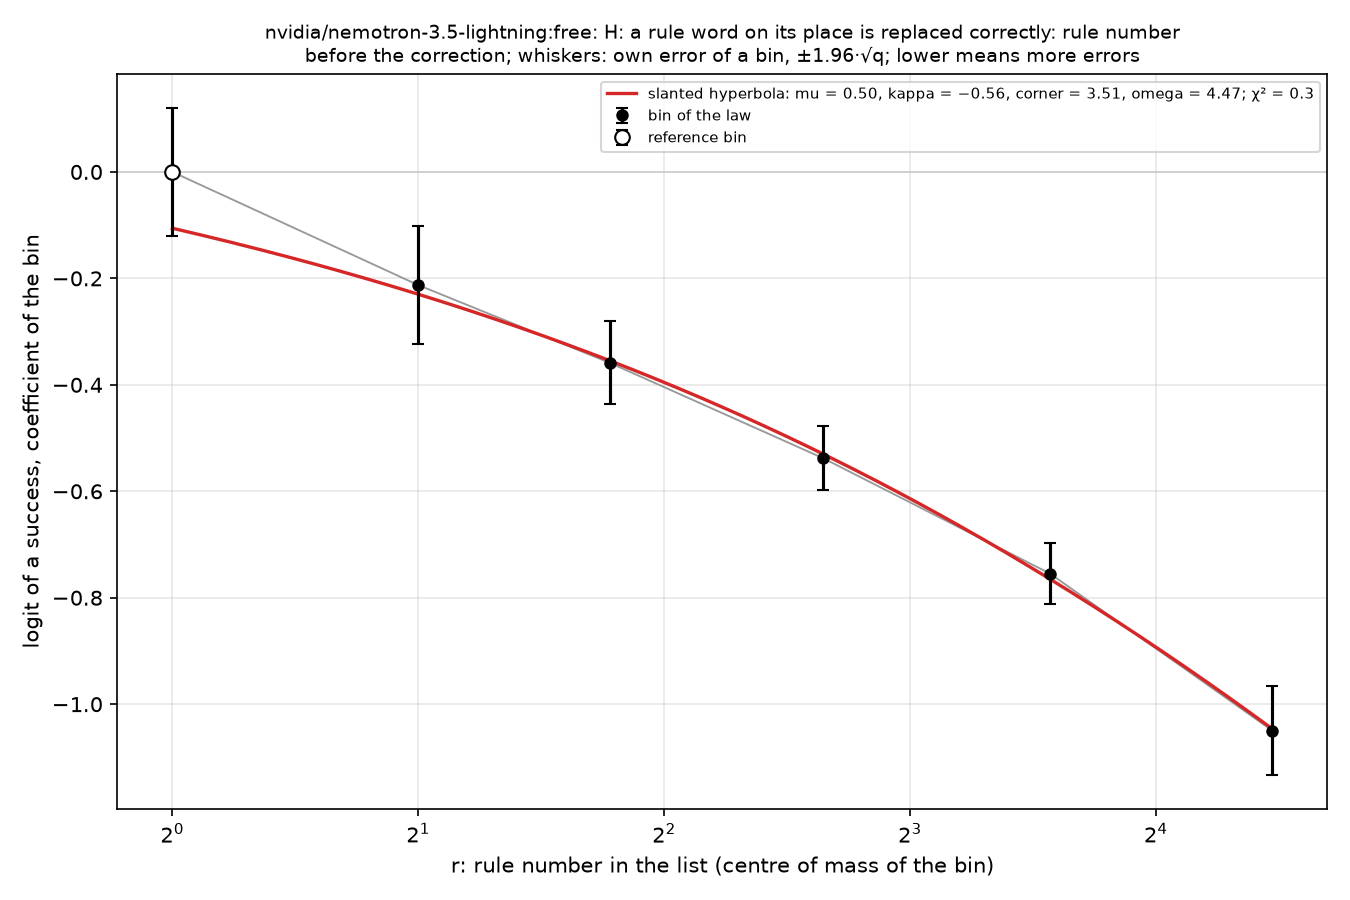 nvidia/nemotron-3.5-lightning:free: H: a rule word on its place is replaced correctly: rule number
before the correction; whiskers: own error of a bin, ±1.96·√q; lower means more errors
slanted hyperbola: mu = 0.50, kappa = −0.56, corner = 3.51, omega = 4.47; χ² = 0.3
bin of the law
reference bin
logit of a success, coefficient of the bin
0.0
−0.2
−0.4
−0.6
−0.8
−1.0
2⁰ 2¹ 2² 2³ 2⁴
r: rule number in the list (centre of mass of the bin)